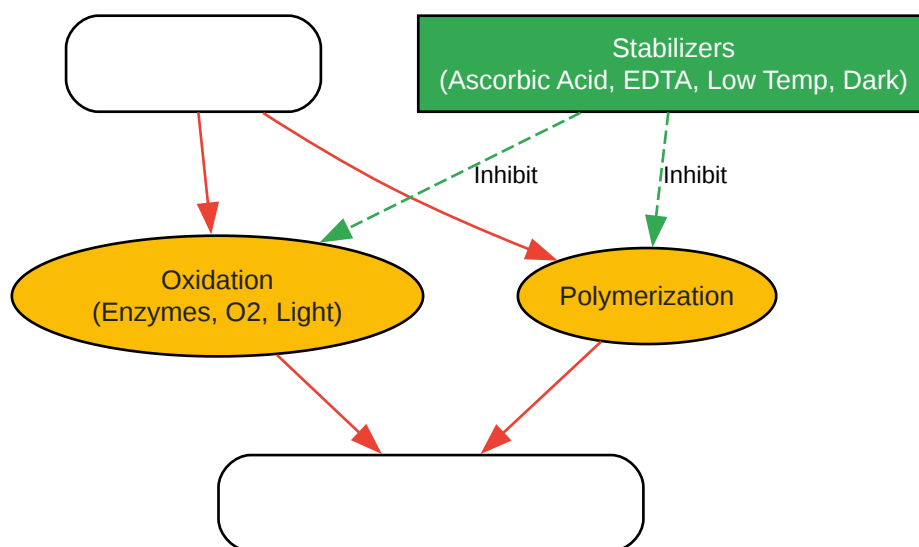 Stabilizers
(Ascorbic Acid, EDTA, Low Temp, Dark)
Inhibit
Inhibit
Oxidation
(Enzymes, O2, Light)
Polymerization